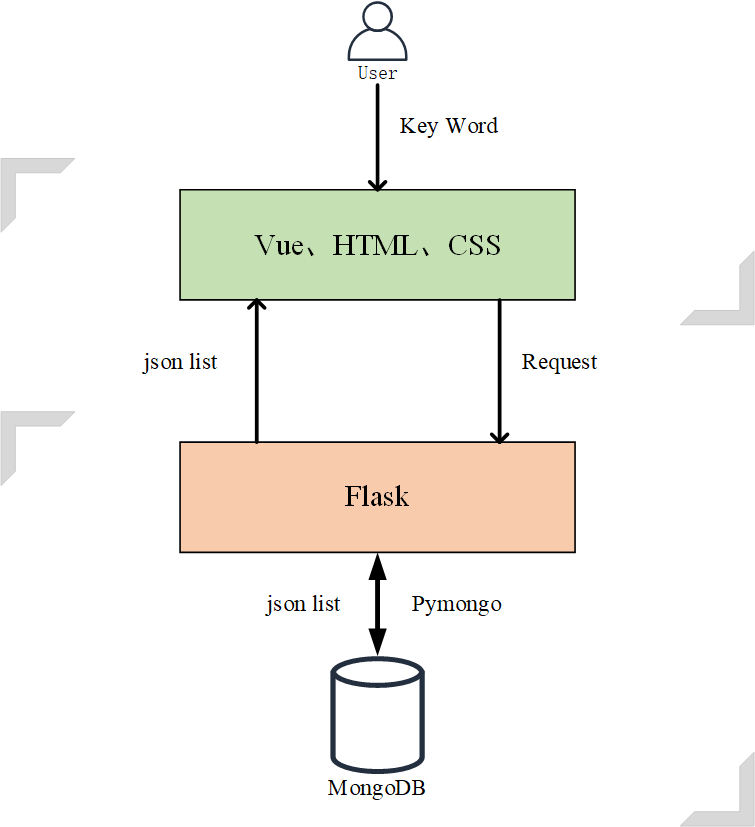 User
Key Word
Vue、HTML、CSS
json list
Request
Flask
json list
Pymongo
MongoDB